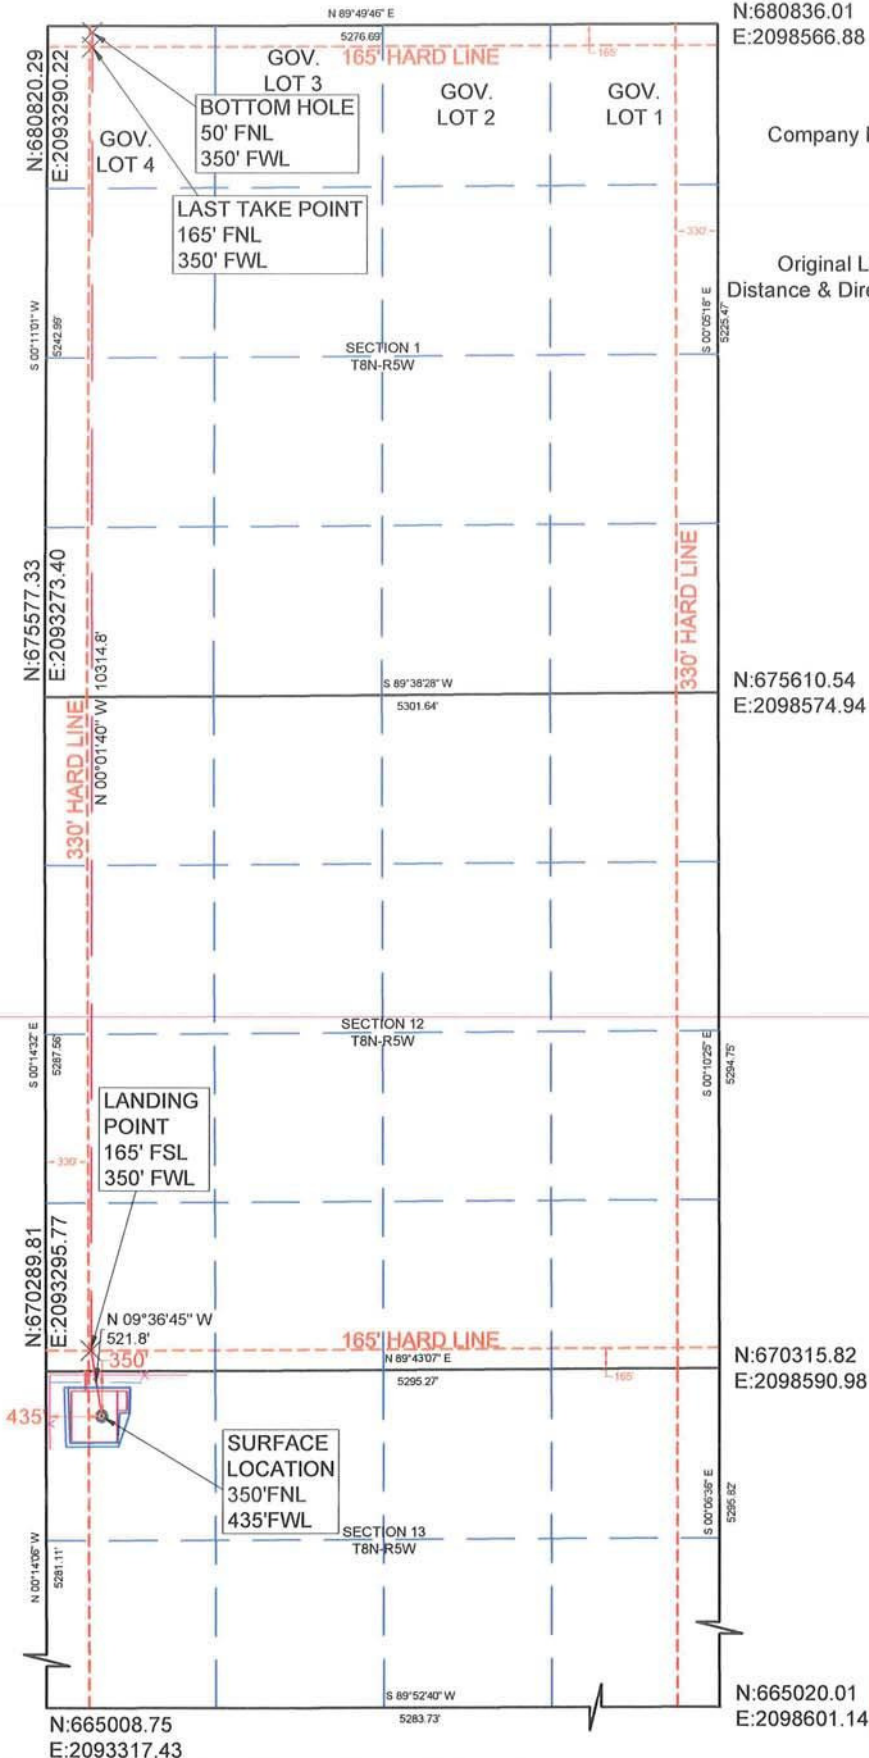 N 89°49'46" E
5276.69'
N:680836.01
E:2098566.88
N:680820.29
E:2093290.22
165' HARD LINE
165'
GOV.
LOT 3
GOV.
LOT 2
GOV.
LOT 1
GOV.
LOT 4
BOTTOM HOLE
50' FNL
350' FWL
Company
LAST TAKE POINT
165' FNL
350' FWL
330'
Original
Distance &
S 00°11'01" W
5242.99'
S 00°05'18" E
5225.47'
SECTION 1
T8N-R5W
N:675577.33
E:2093273.40
330' HARD LINE
S 89°38'28" W
5301.64'
N:675610.54
E:2098574.94
330' HARD LINE
N 00°01'40" W 10314.8'
SECTION 12
T8N-R5W
S 00°14'32" E
5287.56'
S 00°10'25" E
5294.75'
LANDING
POINT
165' FSL
350' FWL
330'
N:670289.81
E:2093295.77
N 09°36'45" W
521.8'
350'
165' HARD LINE
N 89°43'07" E
5295.27'
165'
N:670315.82
E:2098590.98
435'
SURFACE
LOCATION
350'FNL
435'FWL
SECTION 13
T8N-R5W
N 00°14'06" W
5281.11'
S 00°06'36" E
5295.82'
S 89°52'40" W
5283.73'
N:665008.75
E:2093317.43
N:665020.01
E:2098601.14